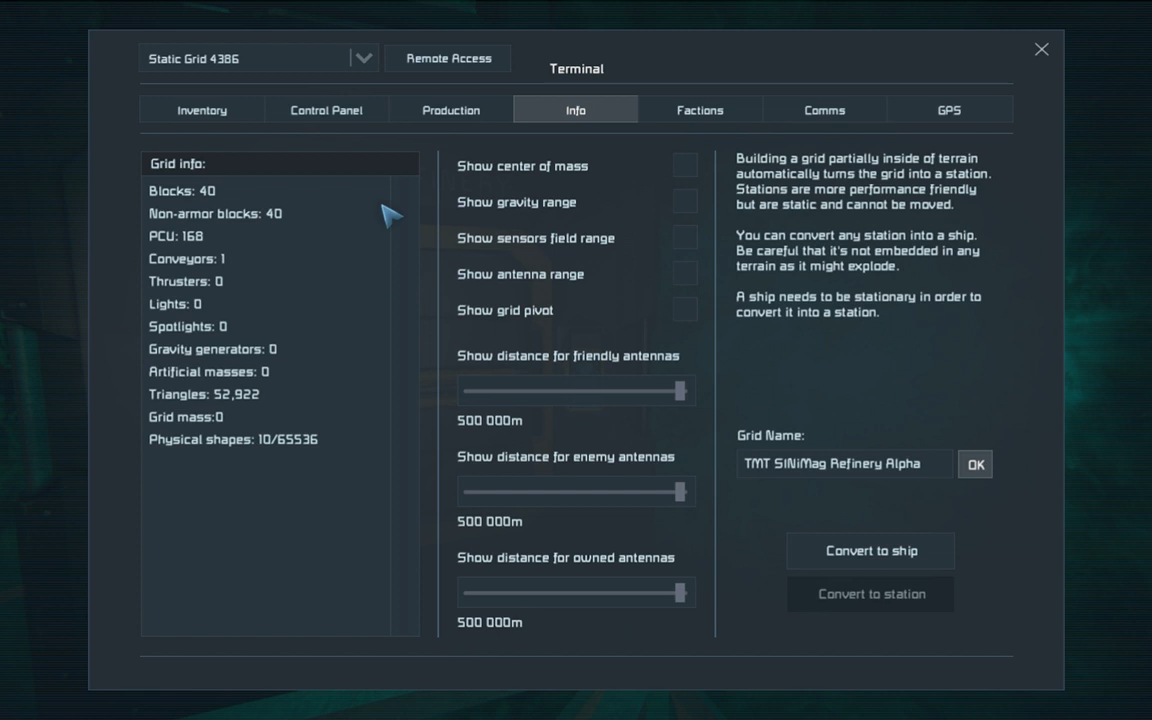 Static Grid 4386
Remote Access
Terminal
Inventory
Control Panel
Production
Info
Factions
Comms
GPS
Grid info:
Blocks: 40
Non-armor blocks: 40
PCU: 168
Conveyors: 1
Thrusters: 0
Lights: 0
Spotlights: 0
Gravity generators: 0
Artificial masses: 0
Triangles: 52,922
Grid mass:0
Physical shapes: 10/65536
Show center of mass
Show gravity range
Show sensors field range
Show antenna range
Show grid pivot
Show distance for friendly antennas
500 000m
Show distance for enemy antennas
500 000m
Show distance for owned antennas
500 000m
Building a grid partially inside of terrain
automatically turns the grid into a station.
Stations are more performance friendly
but are static and cannot be moved.
You can convert any station into a ship.
Be careful that it's not embedded in any
terrain as it might explode.
A ship needs to be stationary in order to
convert it into a station.
Grid Name:
TMT SINiMag Refinery Alpha
OK
Convert to ship
Convert to station